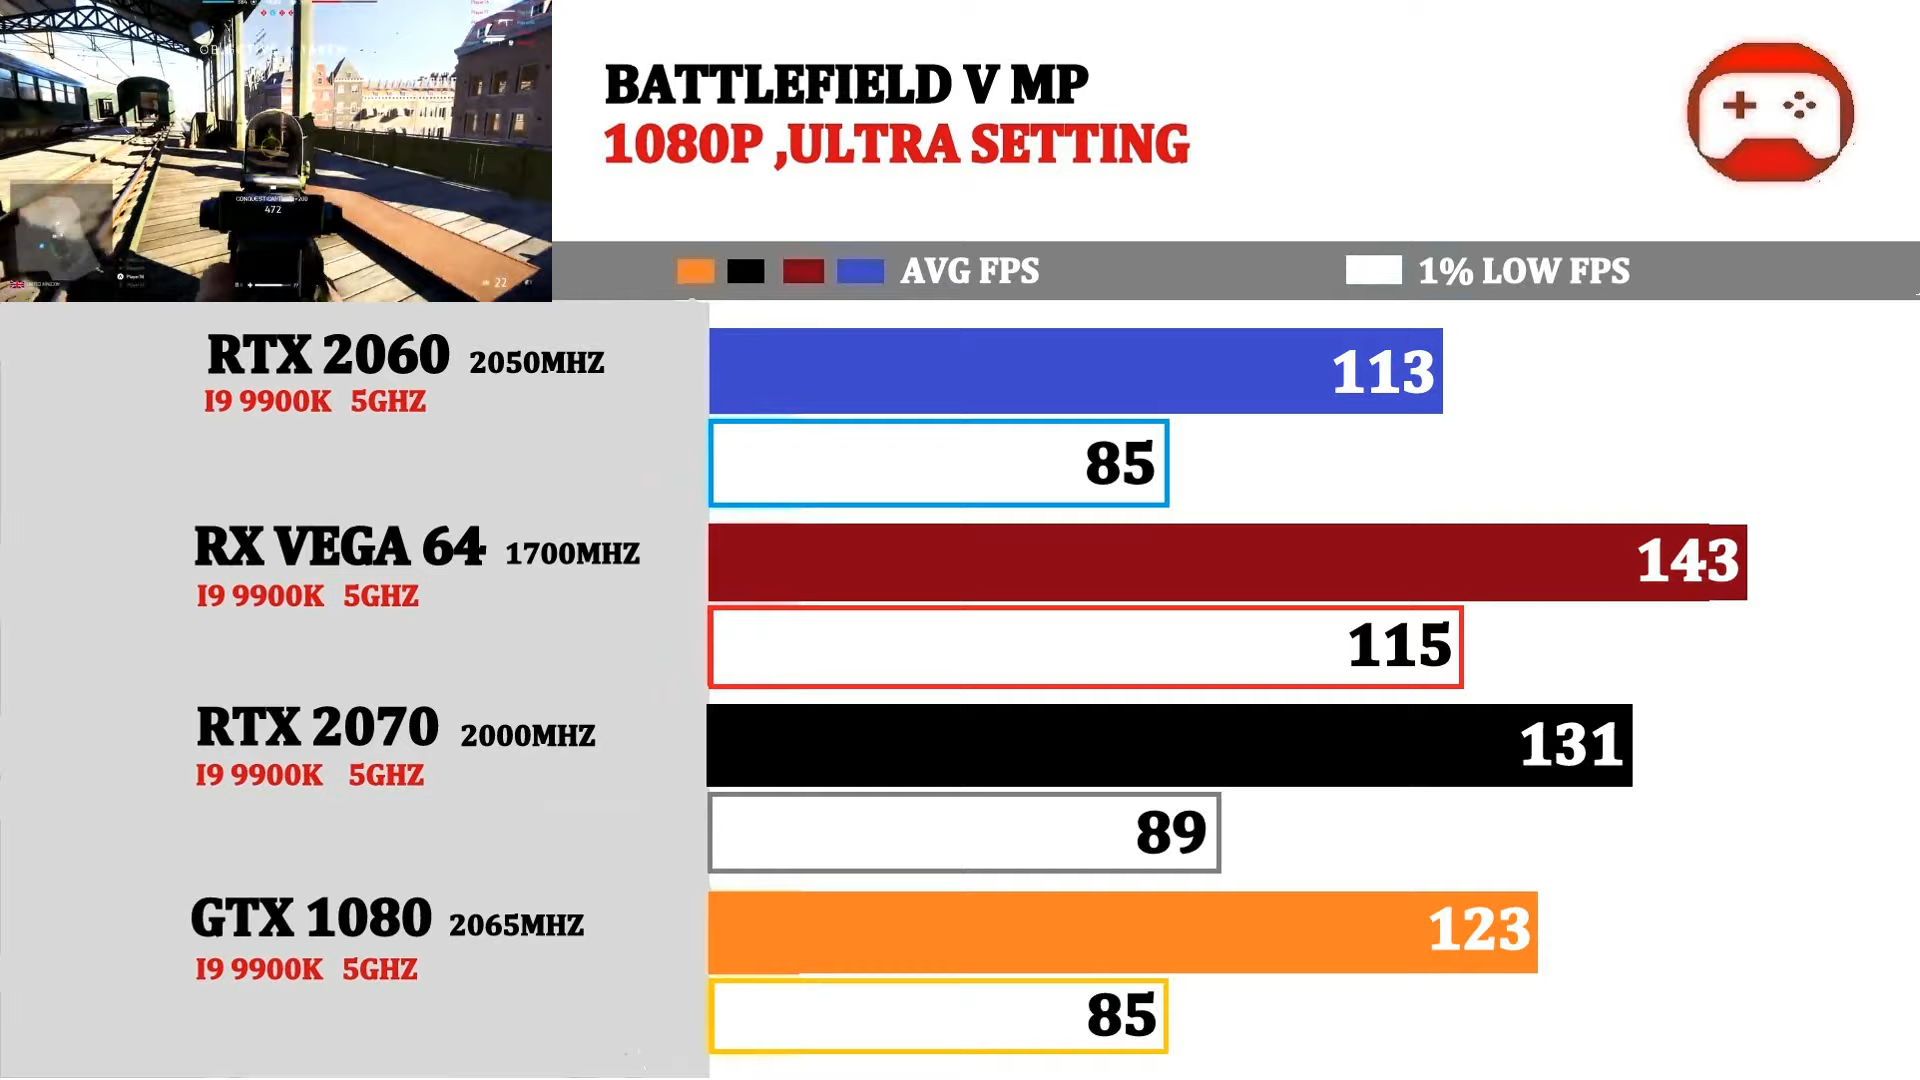 BATTLEFIELD V MP
1080P ,ULTRA SETTING
472
22
AVG FPS
1% LOW FPS
RTX 2060 2050MHZ
I9 9900K 5GHZ
113
85
RX VEGA 64 1700MHZ
I9 9900K 5GHZ
143
115
RTX 2070 2000MHZ
I9 9900K 5GHZ
131
89
GTX 1080 2065MHZ
I9 9900K 5GHZ
123
85